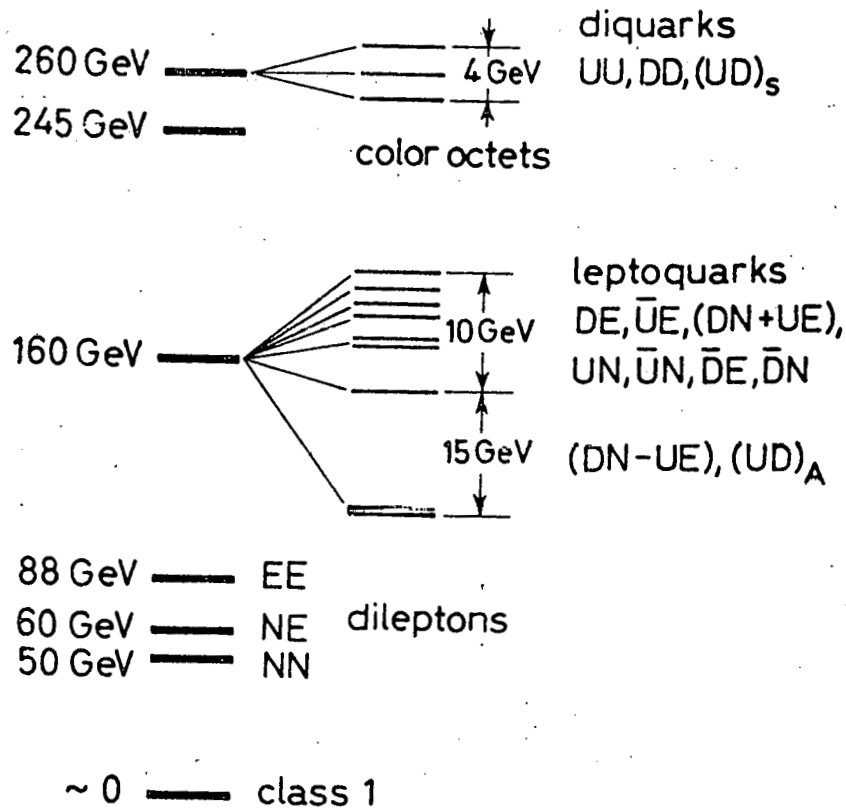 diquarks
260 GeV 4 GeV UU, DD, (UD)s
245 GeV
color octets
leptoquarks
10 GeV DE, ŪE, (DN+UE),
160 GeV
UN, ŪN, D̄E, D̄N
15 GeV (DN-UE), (UD)A
88 GeV EE
60 GeV NE dileptons
50 GeV NN
~ 0 class 1